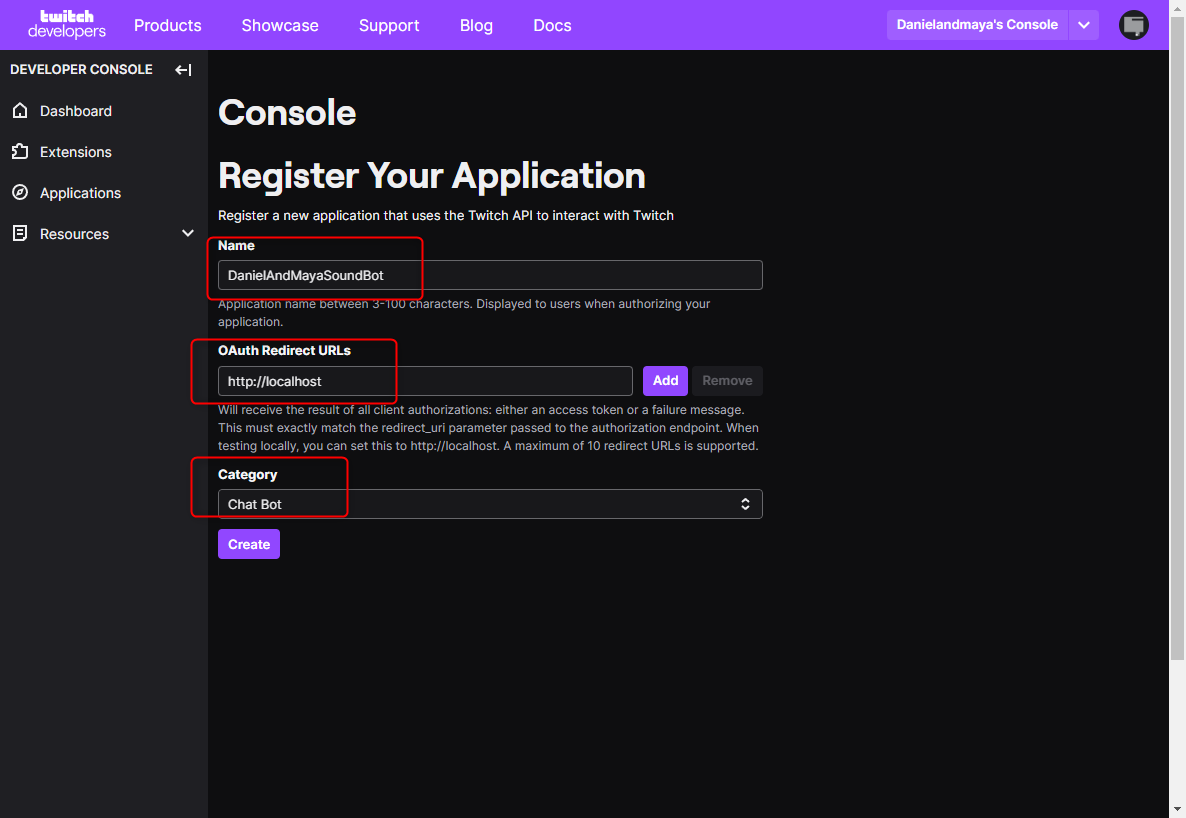 twitch
developers
Products
Showcase
Support
Blog
Docs
Danielandmaya's Console
DEVELOPER CONSOLE
Dashboard
Extensions
Applications
Resources
Console
Register Your Application
Register a new application that uses the Twitch API to interact with Twitch
Name
DanielAndMayaSoundBot
Application name between 3-100 characters. Displayed to users when authorizing your
application.
OAuth Redirect URLs
http://localhost
Add
Remove
Will receive the result of all client authorizations: either an access token or a failure message.
This must exactly match the redirect_uri parameter passed to the authorization endpoint. When
testing locally, you can set this to http://localhost. A maximum of 10 redirect URLs is supported.
Category
Chat Bot
Create